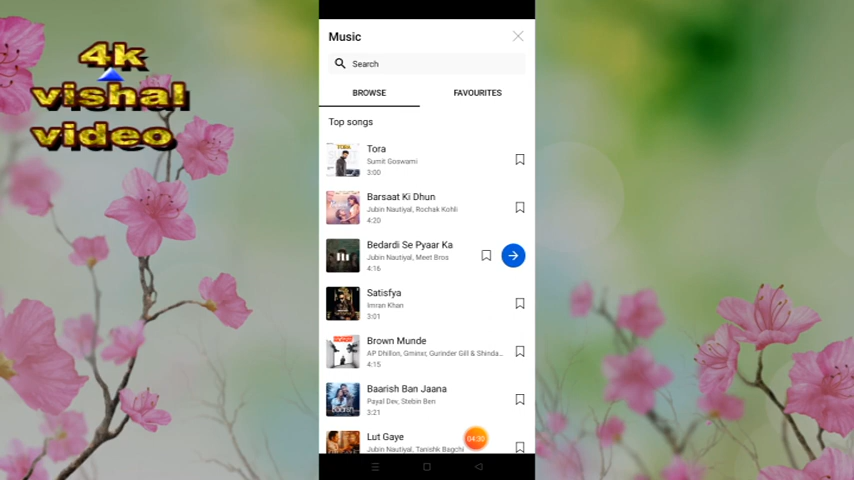 4k
vishal
video
Music
Search
BROWSE FAVOURITES
Top songs
Tora
Sumit Goswami
3:00
Barsaat Ki Dhun
Jubin Nautiyal, Rochak Kohli
4:20
Bedardi Se Pyaar Ka
Jubin Nautiyal, Meet Bros
4:16
Satisfya
Imran Khan
3:01
Brown Munde
AP Dhillon, Gminxr, Gurinder Gill & Shinda...
4:15
Baarish Ban Jaana
Payal Dev, Stebin Ben
3:21
Lut Gaye
Jubin Nautiyal, Tanishk Bagchi
04:30